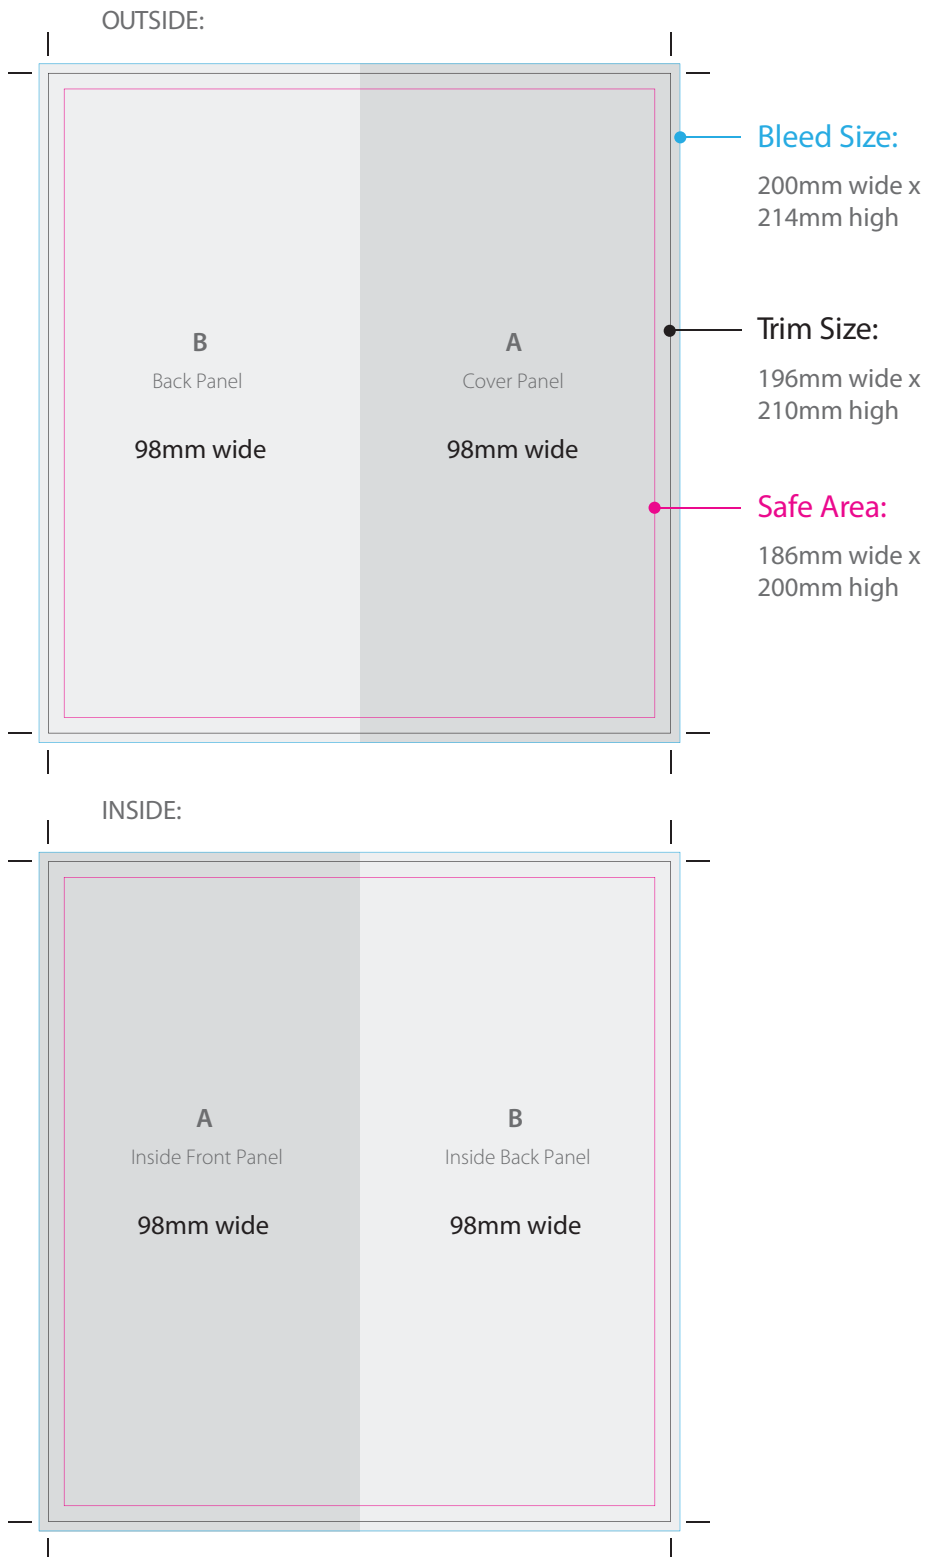 OUTSIDE:
Bleed Size:
200mm wide x
214mm high
B
Back Panel
98mm wide
A
Cover Panel
98mm wide
Trim Size:
196mm wide x
210mm high
Safe Area:
186mm wide x
200mm high
INSIDE:
A
Inside Front Panel
98mm wide
B
Inside Back Panel
98mm wide